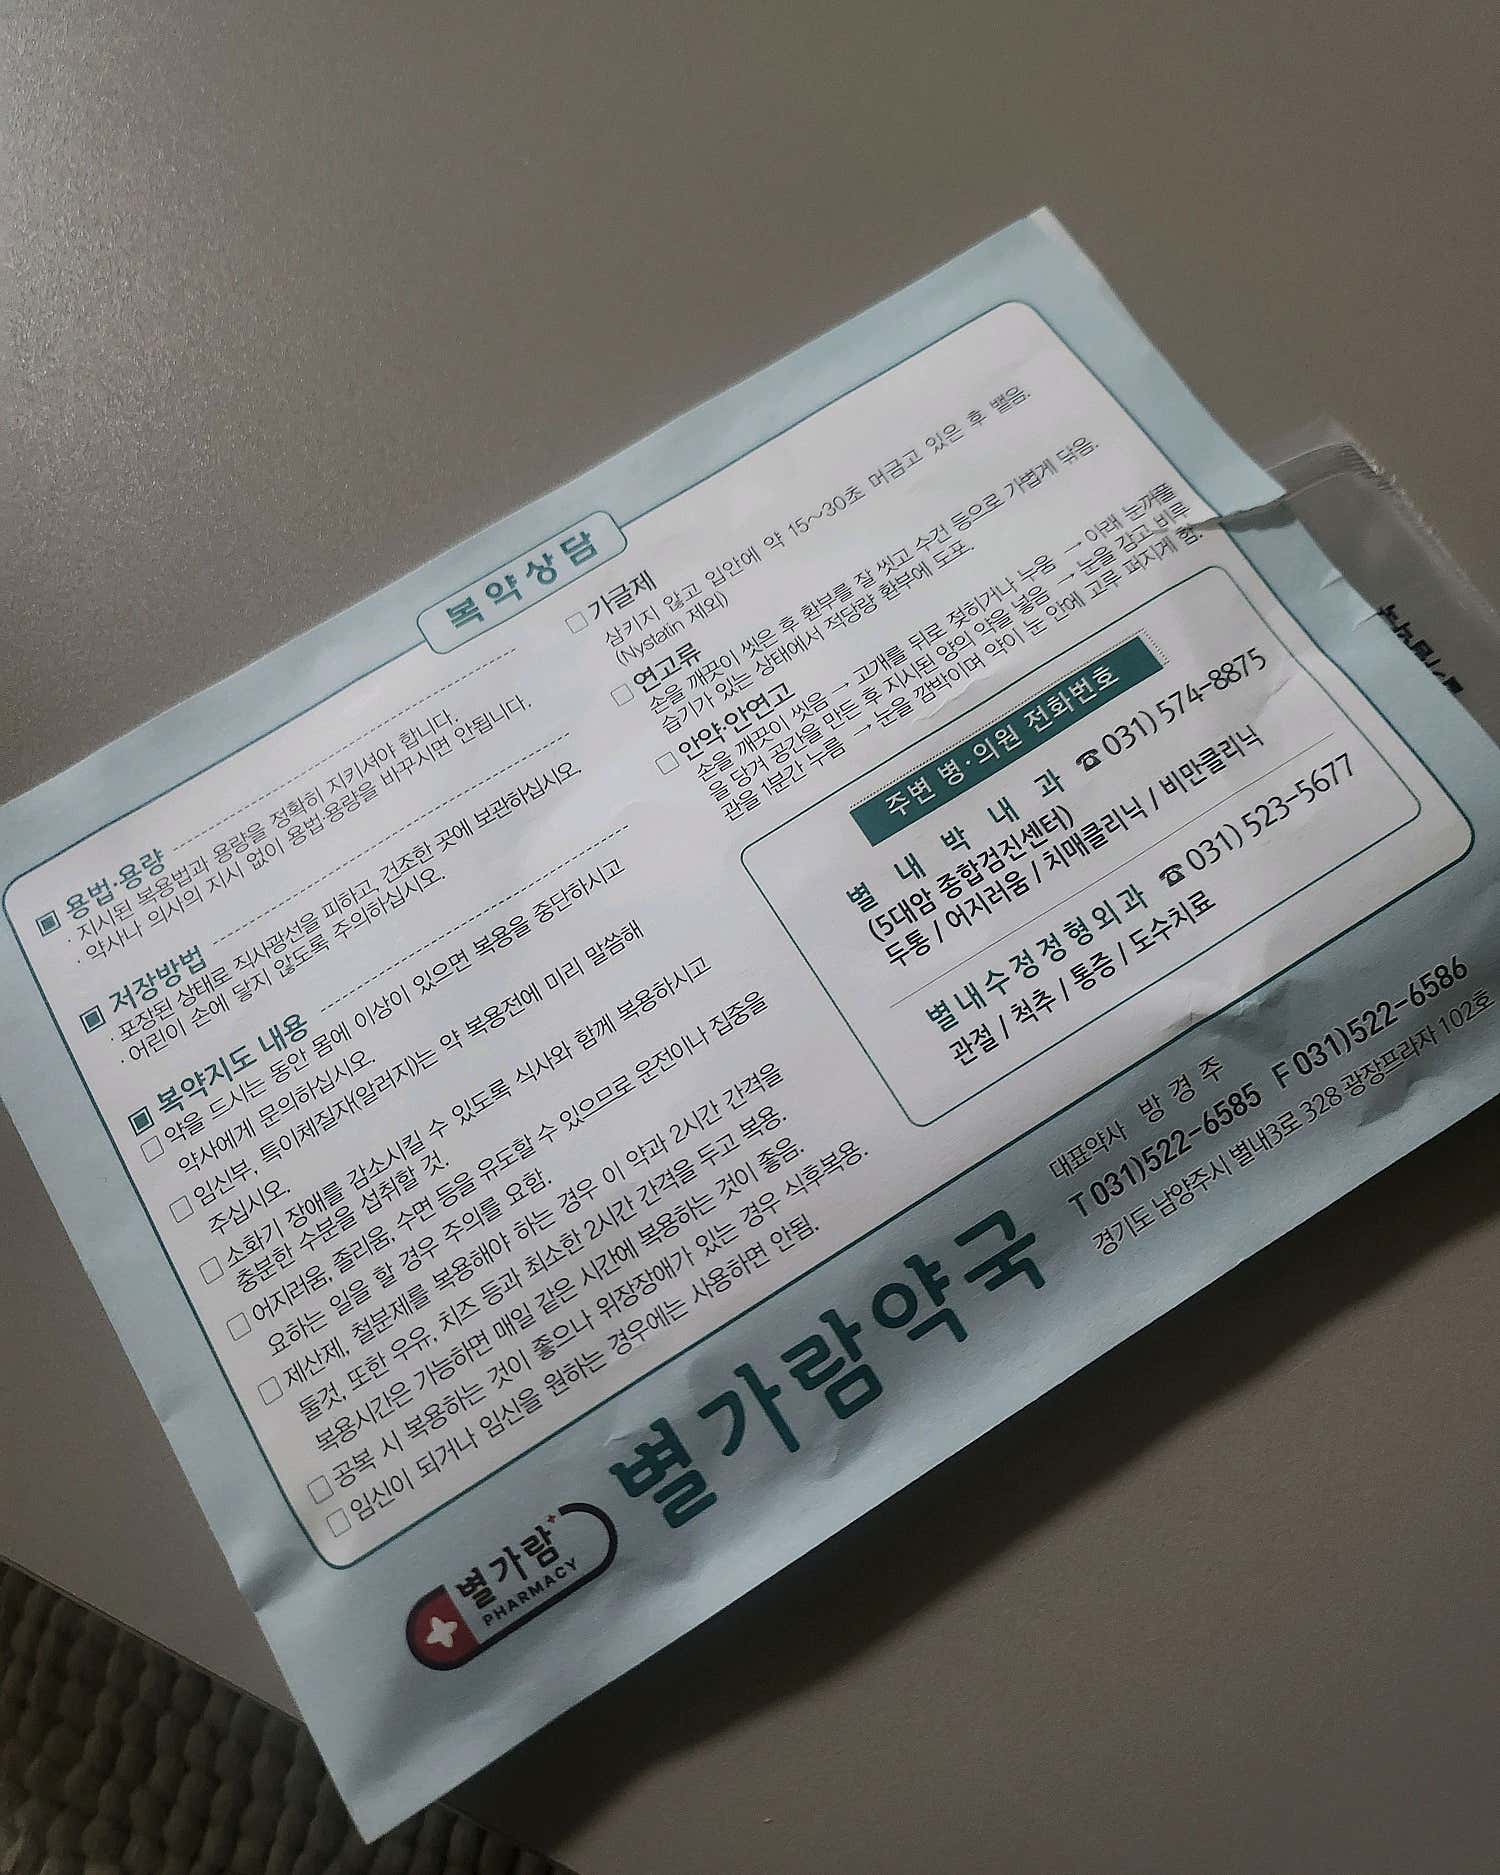 복약상담
▣ 용법·용량
· 지시된 복용법과 용량을 정확히 지키셔야 합니다.
· 약사나 의사의 지시 없이 용법·용량을 바꾸시면 안됩니다.
▣ 저장방법
· 포장된 상태로 직사광선을 피하고, 건조한 곳에 보관하십시오.
· 어린이 손에 닿지 않도록 주의하십시오.
▣ 복약지도 내용
□ 약을 드시는 동안 몸에 이상이 있으면 복용을 중단하시고
약사에게 문의하십시오.
□ 임신부, 특이체질자(알러지)는 약 복용전에 미리 말씀해
주십시오.
□ 소화기 장애를 감소시킬 수 있도록 식사와 함께 복용하시고
충분한 수분을 섭취할 것.
□ 어지러움, 졸리움, 수면 등을 유도할 수 있으므로 운전이나 집중을
요하는 일을 할 경우 주의를 요함.
□ 제산제, 철분제를 복용해야 하는 경우 이 약과 2시간 간격을
둘것, 또한 우유, 치즈 등과 최소한 2시간 간격을 두고 복용.
복용시간은 가능하면 매일 같은 시간에 복용하는 것이 좋음.
□ 공복 시 복용하는 것이 좋으나 위장장애가 있는 경우 식후복용.
□ 임신이 되거나 임신을 원하는 경우에는 사용하면 안됨.
□ 가글제
삼키지 않고 입안에 약 15~30초 머금고 있은 후 뱉음.
(Nystatin 제외)
□ 연고류
손을 깨끗이 씻은 후 환부를 잘 씻고 수건 등으로 가볍게 닦음.
습기가 있는 상태에서 적당량 환부에 도포.
□ 안약·안연고
손을 깨끗이 씻음 → 고개를 뒤로 젖히거나 누움 → 아래 눈꺼풀
을 당겨 공간을 만든 후 지시된 양의 약을 넣음 → 눈을 감고 비루
관을 1분간 누름 → 눈을 깜박이며 약이 눈 안에 고루 퍼지게 함.
주변 병·의원 전화번호
별 내 박 내 과 ☎ 031) 574-8875
(5대암 종합검진센터)
두통 / 어지러움 / 치매클리닉 / 비만클리닉
별내수정정형외과 ☎ 031) 523-5677
관절 / 척추 / 통증 / 도수치료
별가람
PHARMACY
별가람약국
대표약사 방 경 주
T 031)522-6585 F 031)522-6586
경기도 남양주시 별내3로 328 광장프라자 102호